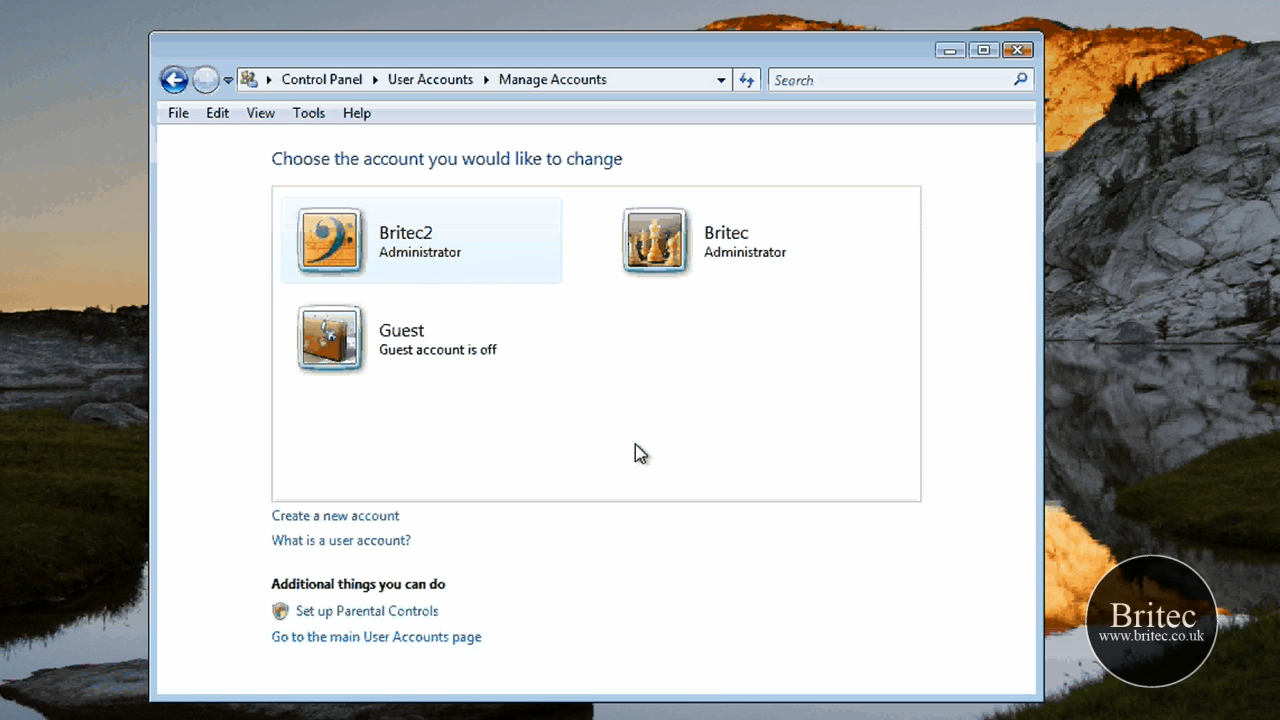 Control Panel User Accounts Manage Accounts Search
File Edit View Tools Help
Choose the account you would like to change
Britec2
Administrator
Britec
Administrator
Guest
Guest account is off
Create a new account
What is a user account?
Additional things you can do
Set up Parental Controls
Go to the main User Accounts page
Britec
www.britec.co.uk